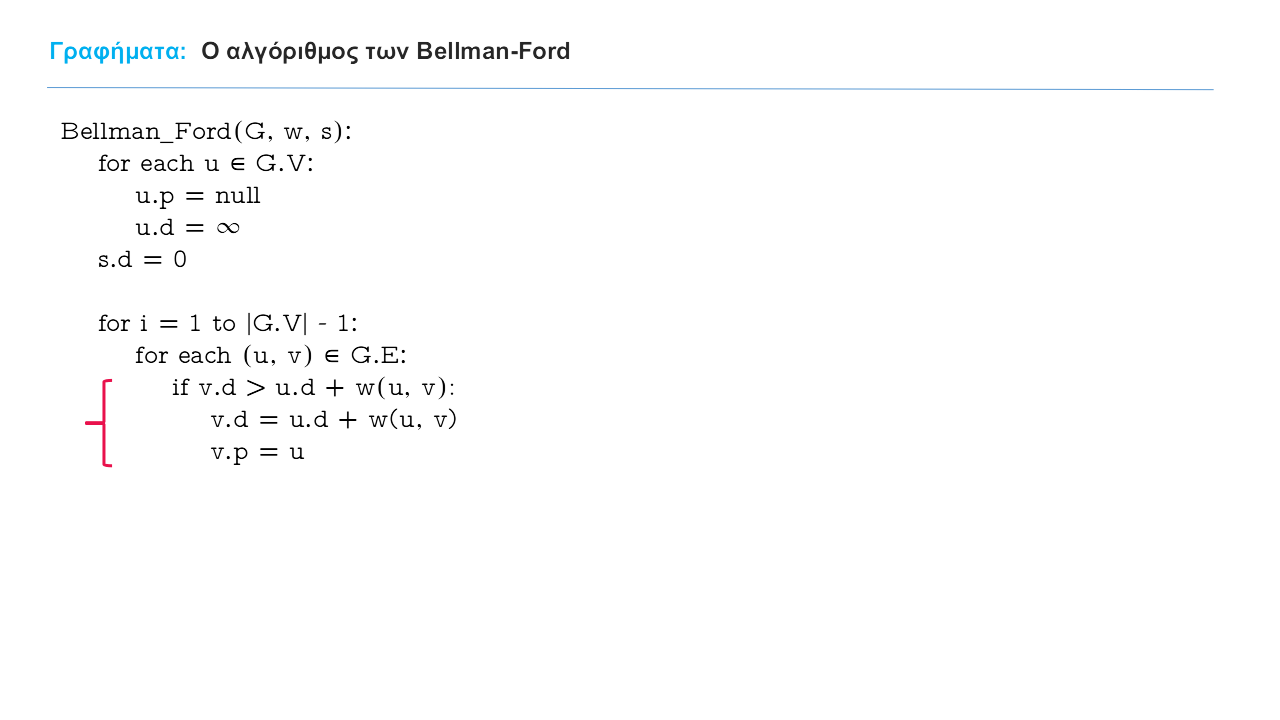 Γραφήματα: Ο αλγόριθμος των Bellman-Ford
Bellman_Ford(G, w, s):
for each u ∈ G.V:
u.p = null
u.d = ∞
s.d = 0
for i = 1 to |G.V| - 1:
for each (u, v) ∈ G.E:
if v.d > u.d + w(u, v):
v.d = u.d + w(u, v)
v.p = u